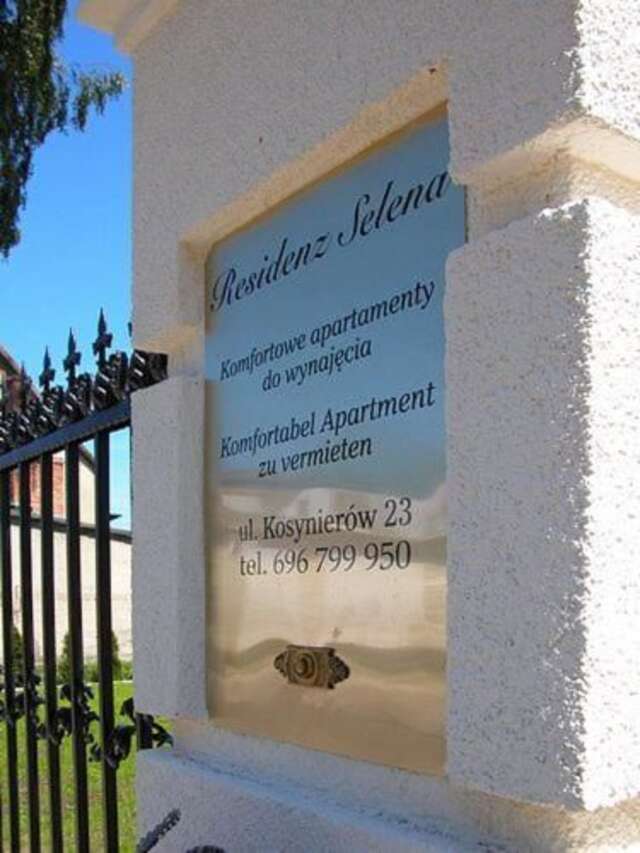 Residenz Selena
Komfortowe apartamenty
do wynajęcia
Komfortabel Apartment
zu vermieten
ul. Kosynierów 23
tel. 696 799 950